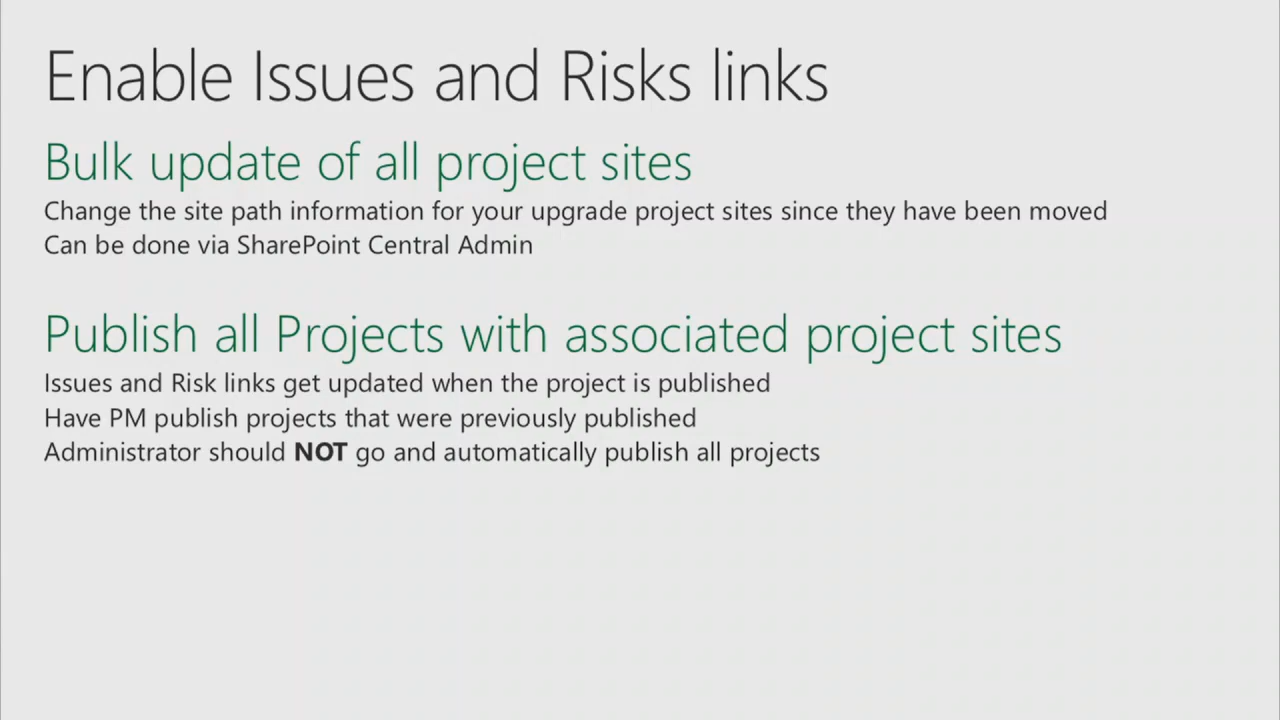 Enable Issues and Risks links
Bulk update of all project sites
Change the site path information for your upgrade project sites since they have been moved
Can be done via SharePoint Central Admin
Publish all Projects with associated project sites
Issues and Risk links get updated when the project is published
Have PM publish projects that were previously published
Administrator should NOT go and automatically publish all projects